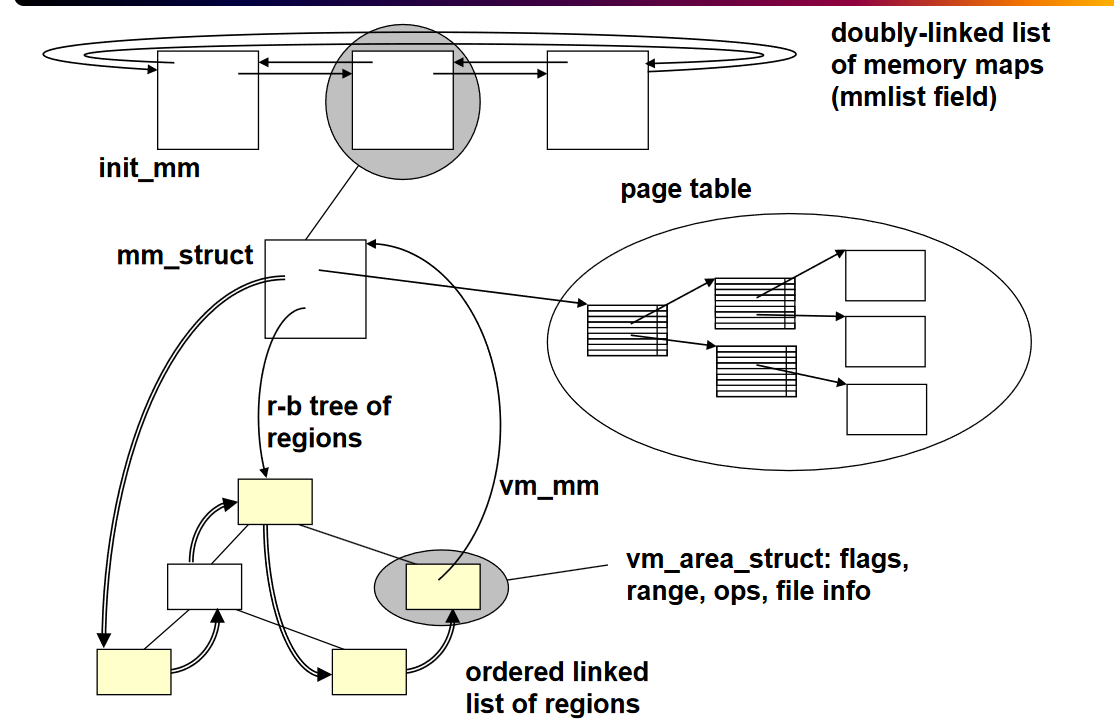 doubly-linked list
of memory maps
(mmlist field)
init_mm
page table
mm_struct
r-b tree of
regions
vm_mm
vm_area_struct: flags,
range, ops, file info
ordered linked
list of regions